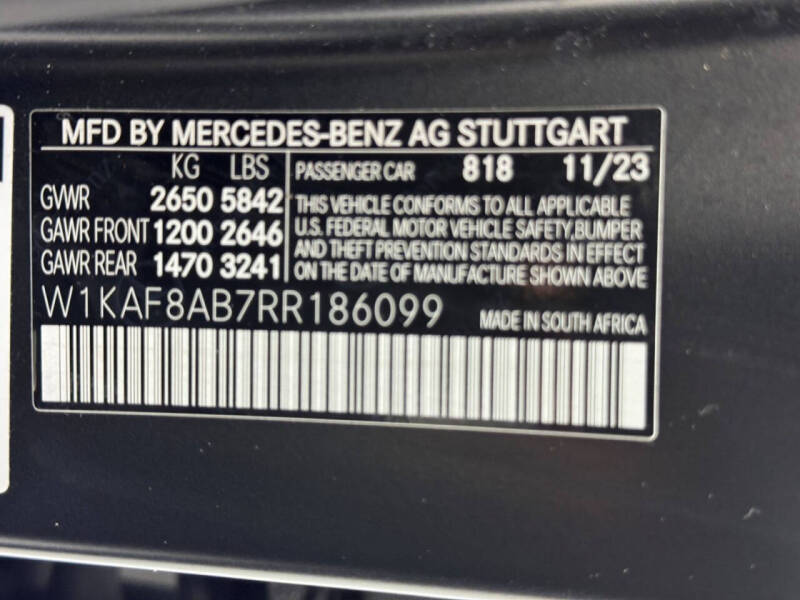 MFD BY MERCEDES-BENZ AG STUTTGART
KG LBS
GVWR 2650 5842
GAWR FRONT 1200 2646
GAWR REAR 1470 3241
PASSENGER CAR 818 11/23
THIS VEHICLE CONFORMS TO ALL APPLICABLE
U.S. FEDERAL MOTOR VEHICLE SAFETY, BUMPER
AND THEFT PREVENTION STANDARDS IN EFFECT
ON THE DATE OF MANUFACTURE SHOWN ABOVE
W1KAF8AB7RR186099 MADE IN SOUTH AFRICA